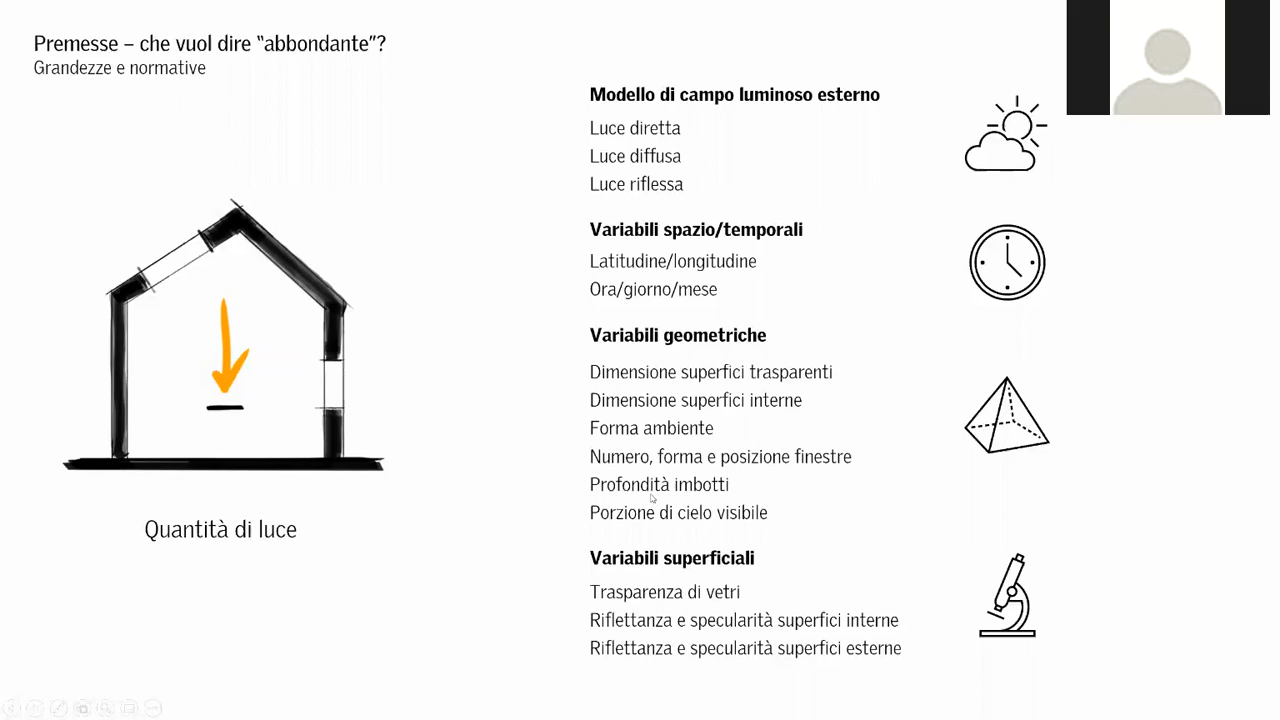 Premesse – che vuol dire “abbondante”?
Grandezze e normative
Quantità di luce
Modello di campo luminoso esterno
Luce diretta
Luce diffusa
Luce riflessa
Variabili spazio/temporali
Latitudine/longitudine
Ora/giorno/mese
Variabili geometriche
Dimensione superfici trasparenti
Dimensione superfici interne
Forma ambiente
Numero, forma e posizione finestre
Profondità imbotti
Porzione di cielo visibile
Variabili superficiali
Trasparenza di vetri
Riflettanza e specularità superfici interne
Riflettanza e specularità superfici esterne